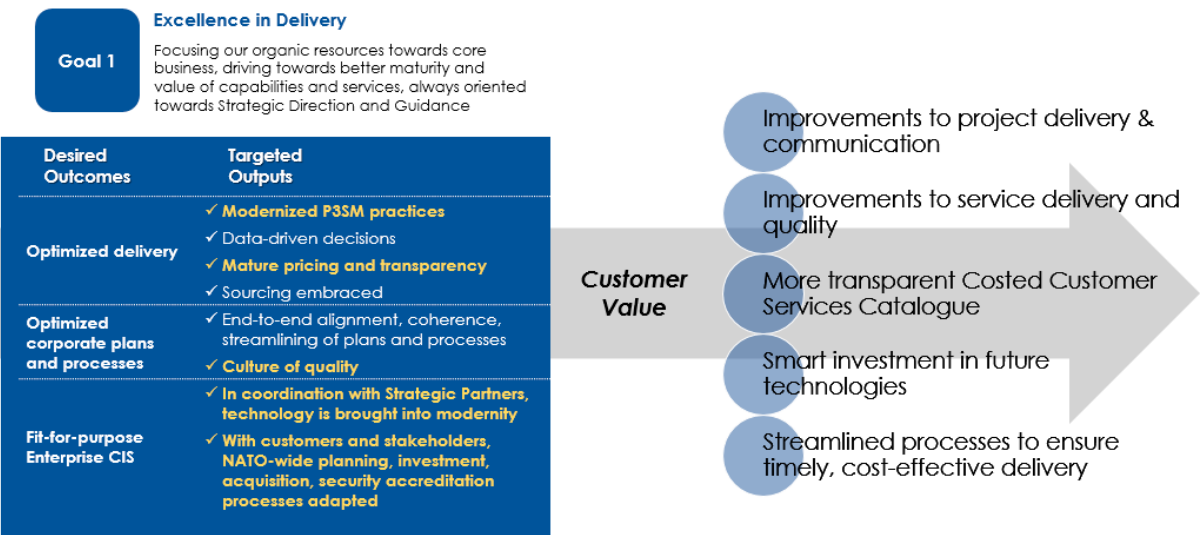 Goal 1
Excellence in Delivery
Focusing our organic resources towards core
business, driving towards better maturity and
value of capabilities and services, always oriented
towards Strategic Direction and Guidance
Desired
Outcomes
Targeted
Outputs
Optimized delivery
✓ Modernized P3SM practices
✓ Data-driven decisions
✓ Mature pricing and transparency
✓ Sourcing embraced
Optimized
corporate plans
and processes
✓ End-to-end alignment, coherence,
streamlining of plans and processes
✓ Culture of quality
Fit-for-purpose
Enterprise CIS
✓ In coordination with Strategic Partners,
technology is brought into modernity
✓ With customers and stakeholders,
NATO-wide planning, investment,
acquisition, security accreditation
processes adapted
Customer
Value
Improvements to project delivery &
communication
Improvements to service delivery and
quality
More transparent Costed Customer
Services Catalogue
Smart investment in future
technologies
Streamlined processes to ensure
timely, cost-effective delivery